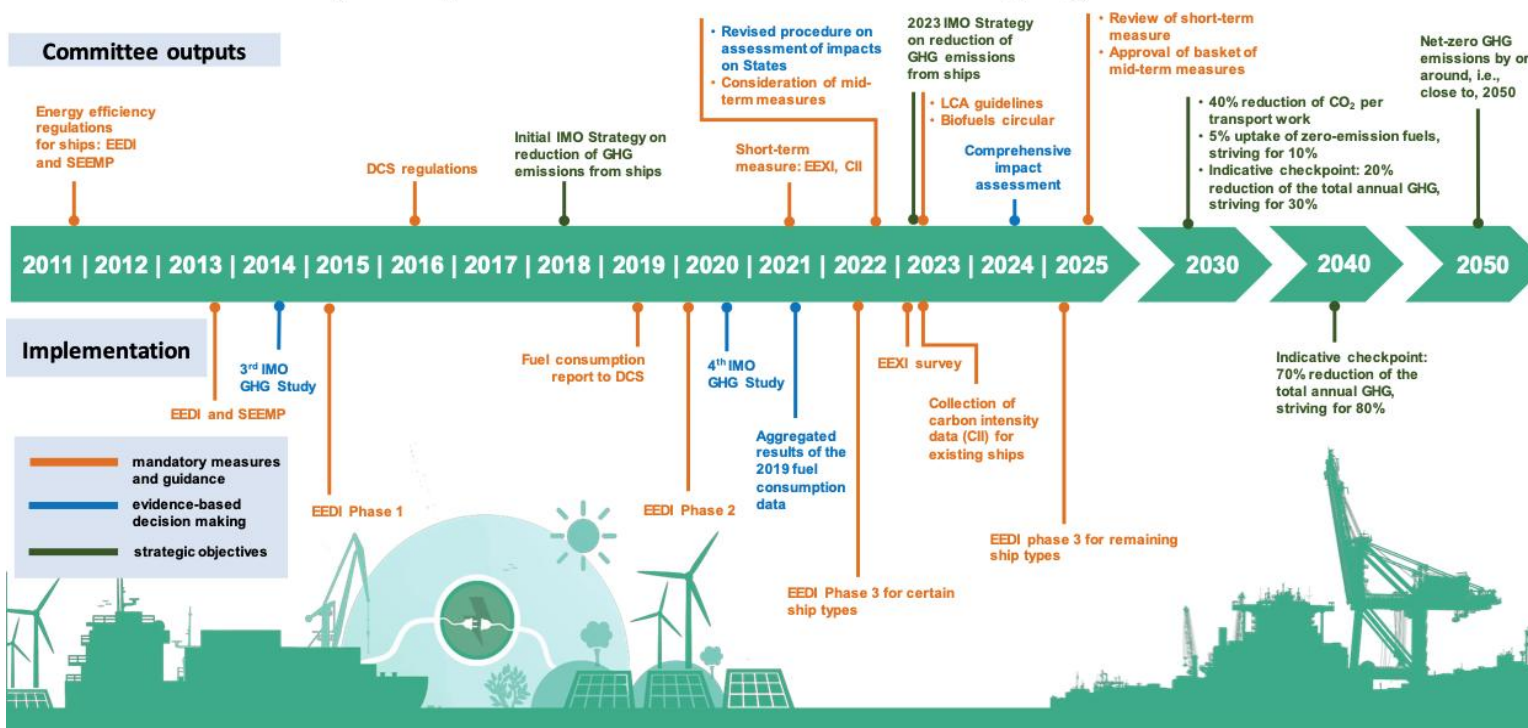 Committee outputs
Energy efficiency
regulations
for ships: EEDI
and SEEMP
DCS regulations
Initial IMO Strategy on
reduction of GHG
emissions from ships
• Revised procedure on
assessment of impacts
on States
• Consideration of mid-
term measures
Short-term
measure: EEXI, CII
2023 IMO Strategy
on reduction of
GHG emissions
from ships
• LCA guidelines
• Biofuels circular
Comprehensive
impact
assessment
• Review of short-term
measure
• Approval of basket of
mid-term measures
• 40% reduction of CO₂ per
transport work
• 5% uptake of zero-emission fuels,
striving for 10%
• Indicative checkpoint: 20%
reduction of the total annual GHG,
striving for 30%
Net-zero GHG
emissions by or
around, i.e.,
close to, 2050
2011 | 2012 | 2013 | 2014 | 2015 | 2016 | 2017 | 2018 | 2019 | 2020 | 2021 | 2022 | 2023 | 2024 | 2025 2030 2040 2050
Implementation
EEDI and SEEMP
3rd IMO
GHG Study
EEDI Phase 1
Fuel consumption
report to DCS
EEDI Phase 2
4th IMO
GHG Study
Aggregated
results of the
2019 fuel
consumption
data
EEDI Phase 3 for certain
ship types
EEXI survey
Collection of
carbon intensity
data (CII) for
existing ships
EEDI phase 3 for remaining
ship types
Indicative checkpoint:
70% reduction of the
total annual GHG,
striving for 80%
mandatory measures
and guidance
evidence-based
decision making
strategic objectives